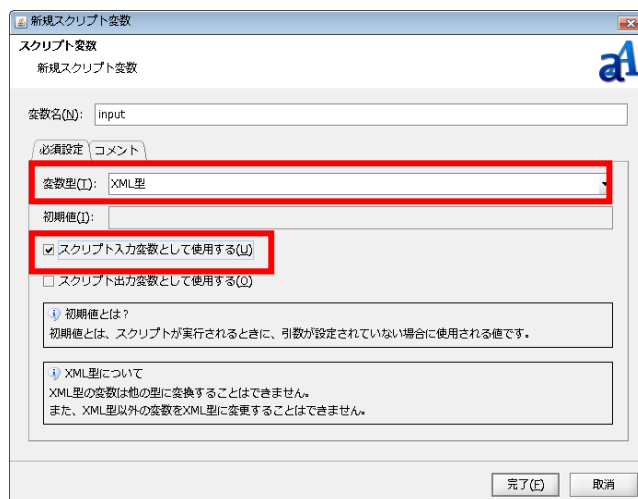 新規スクリプト変数
スクリプト変数
新規スクリプト変数
変数名(N): input
必須設定 コメント
変数型(T): XML型
初期値(I):
スクリプト入力変数として使用する(U)
スクリプト出力変数として使用する(O)
初期値とは?
初期値とは、スクリプトが実行されるときに、引数が設定されていない場合に使用される値です。
XML型について
XML型の変数は他の型に変換することはできません。
また、XML型以外の変数をXML型に変更することはできません。
完了(F) 取消